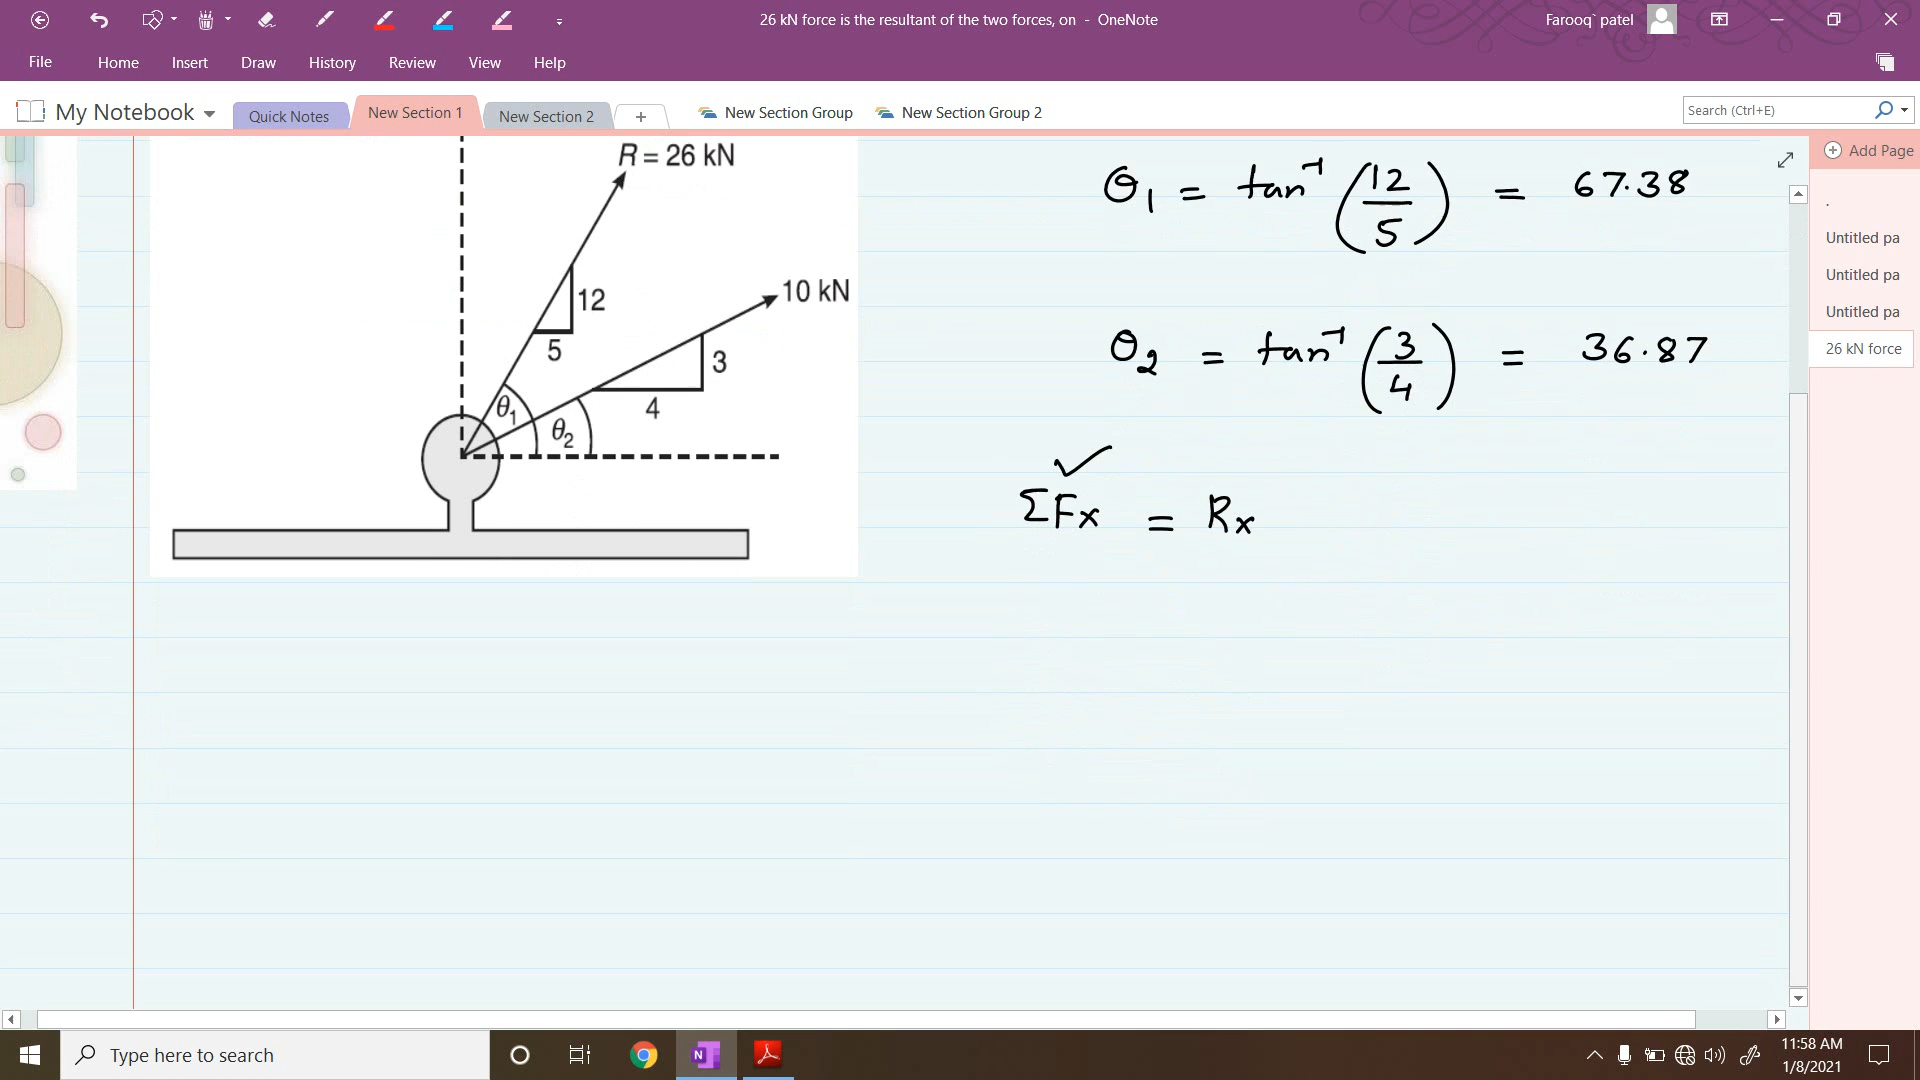 26 kN force is the resultant of the two forces, on - OneNote
Farooq` patel
File Home Insert Draw History Review View Help
My Notebook
Quick Notes
New Section 1
New Section 2
+
New Section Group
New Section Group 2
Search (Ctrl+E)
Add Page
.
Untitled pa
Untitled pa
Untitled pa
26 kN force
R = 26 kN
12
5
10 kN
3
4
θ₁
θ₂
θ₁ = tan⁻¹ (12/5) = 67.38
θ₂ = tan⁻¹ (3/4) = 36.87
✓
ΣFx = Rx
Type here to search
11:58 AM
1/8/2021